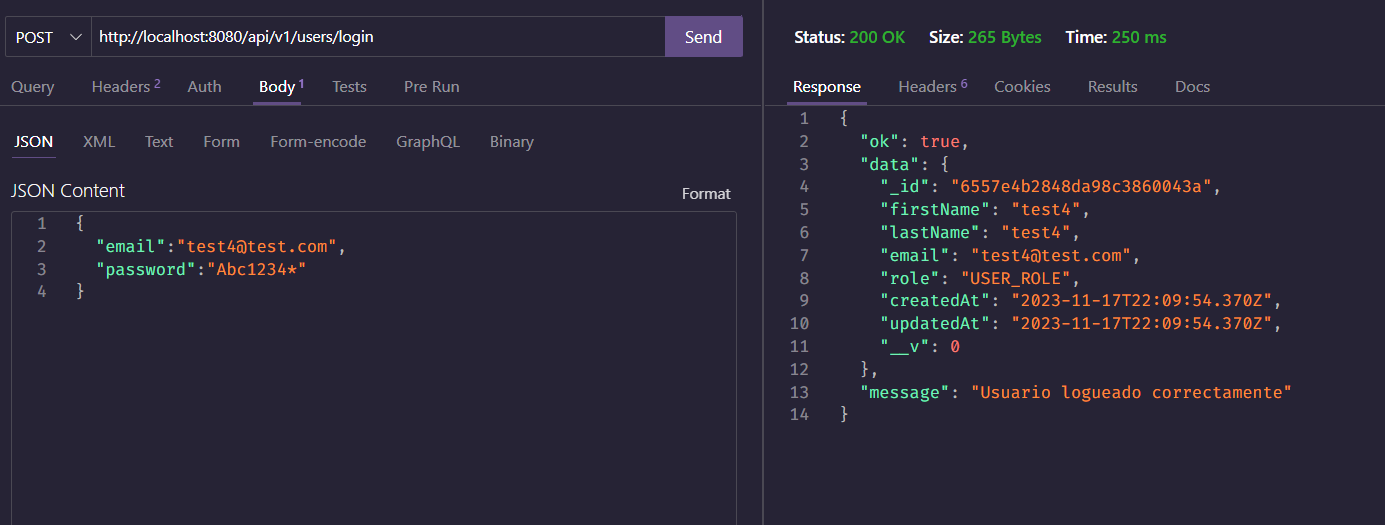 POST http://localhost:8080/api/v1/users/login Send
Query Headers 2 Auth Body 1 Tests Pre Run
JSON XML Text Form Form-encode GraphQL Binary
JSON Content Format
1 {
2 "email":"test4@test.com",
3 "password":"Abc1234*"
4 }
Status: 200 OK Size: 265 Bytes Time: 250 ms
Response Headers 6 Cookies Results Docs
1 {
2 "ok": true,
3 "data": {
4 "_id": "6557e4b2848da98c3860043a",
5 "firstName": "test4",
6 "lastName": "test4",
7 "email": "test4@test.com",
8 "role": "USER_ROLE",
9 "createdAt": "2023-11-17T22:09:54.370Z",
10 "updatedAt": "2023-11-17T22:09:54.370Z",
11 "__v": 0
12 },
13 "message": "Usuario logueado correctamente"
14 }